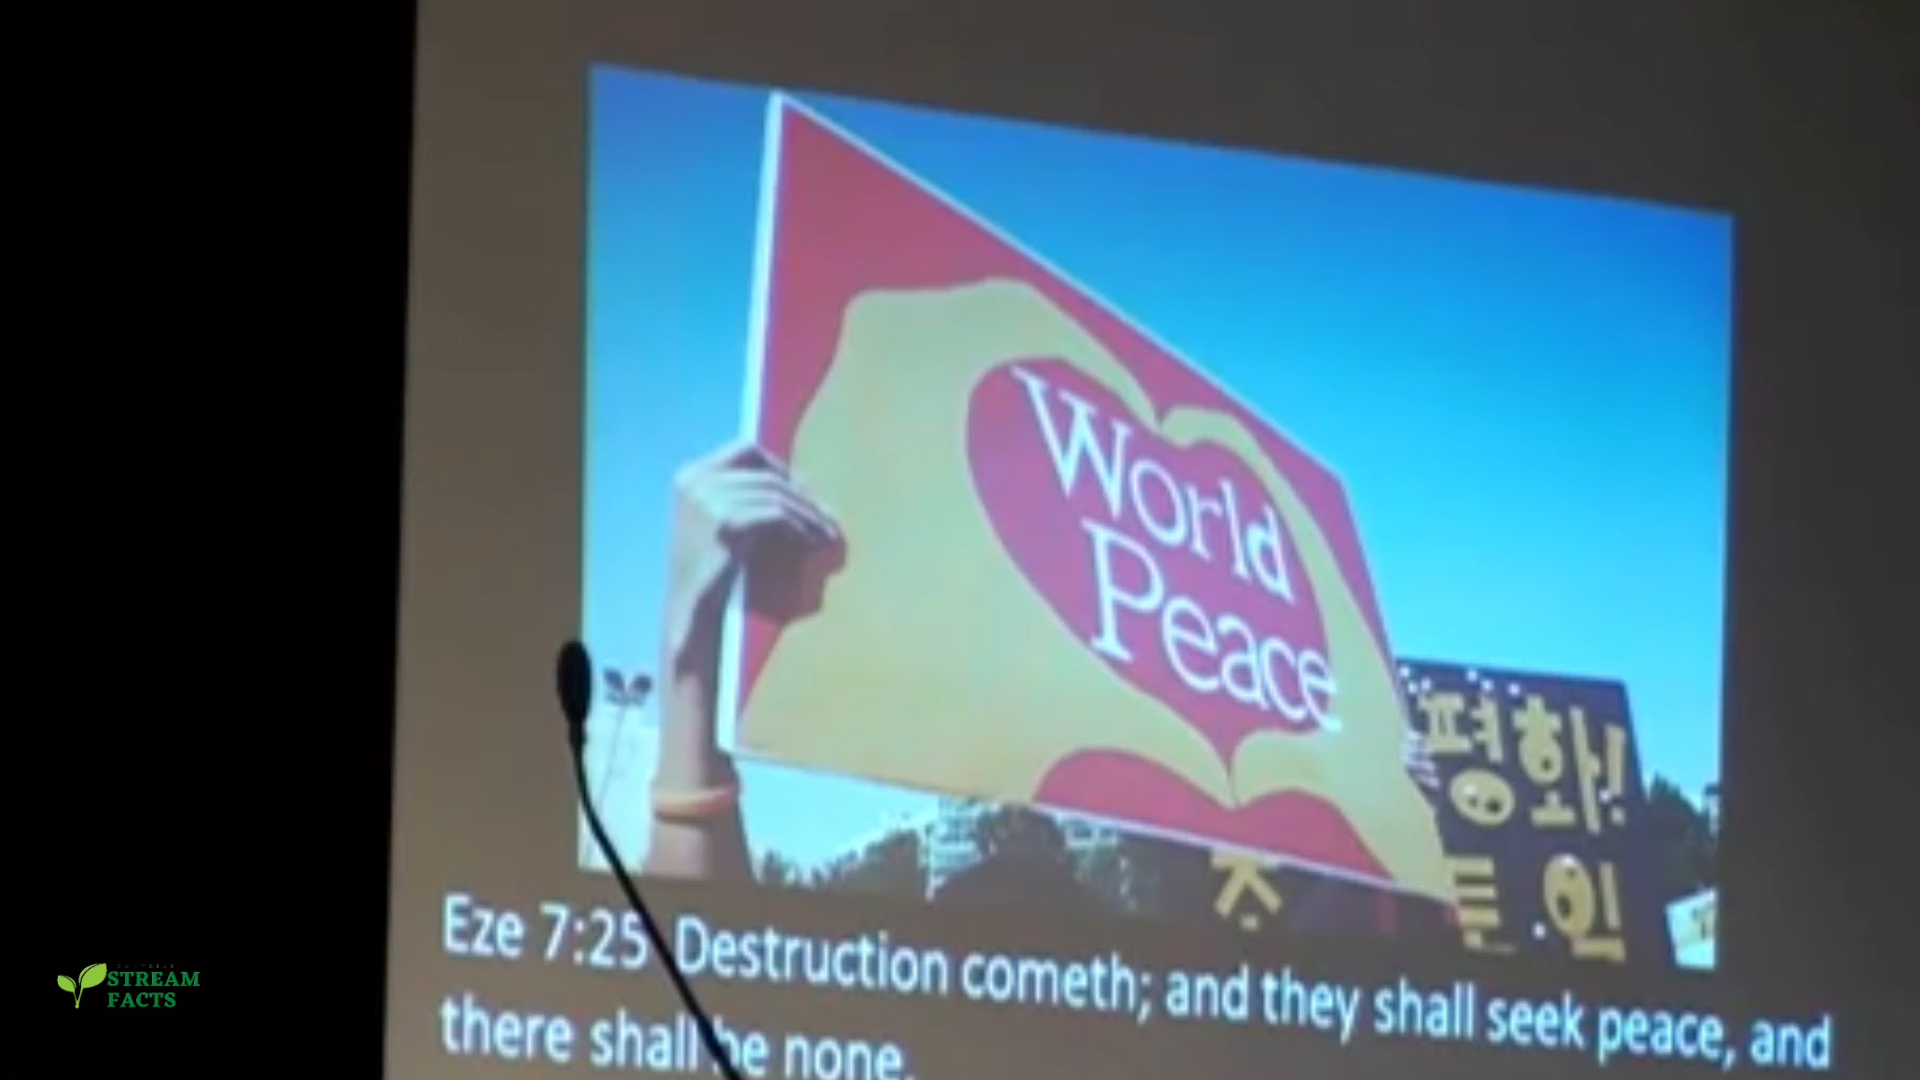 World
Peace
평화
Eze 7:25 Destruction cometh; and they shall seek peace, and
there shall be none.
STREAM
FACTS